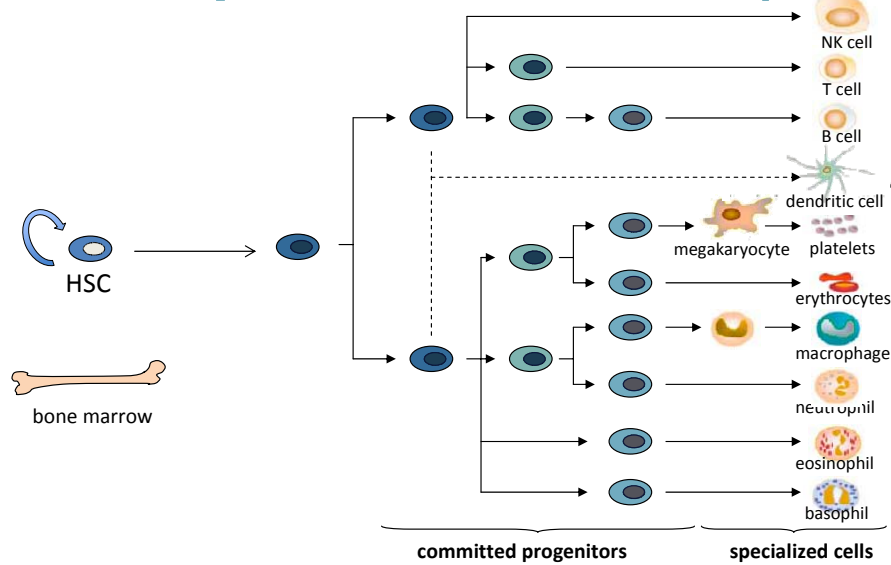 NK cell
T cell
B cell
dendritic cell
megakaryocyte
platelets
HSC
erythrocytes
macrophage
bone marrow
neutrophil
eosinophil
basophil
committed progenitors
specialized cells